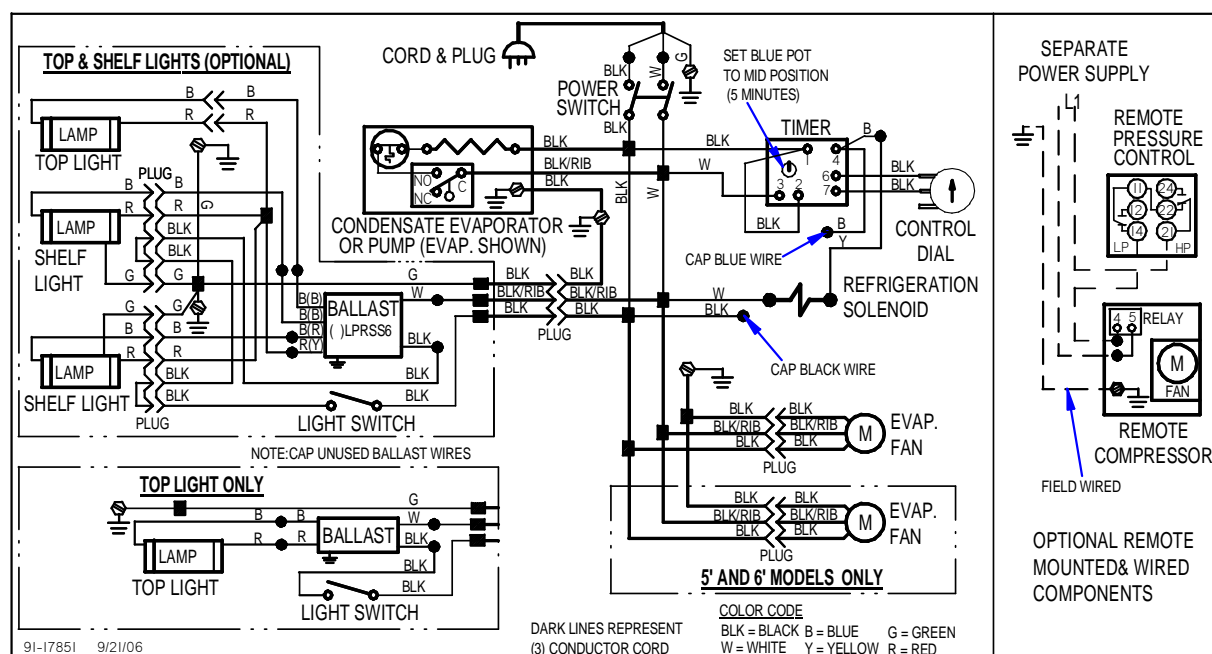 TOP & SHELF LIGHTS (OPTIONAL)
B
B
R
R
LAMP
TOP LIGHT
PLUG
B
B
R
R
G
BLK
BLK
G
G
LAMP
SHELF
LIGHT
G
G
B
B
R
R
BLK
BLK
LAMP
SHELF LIGHT
PLUG
G
W
B(B)
B(B)
B(R)
R(Y)
BALLAST
( )LPRSS6
BLK
BLK
LIGHT SWITCH
NOTE:CAP UNUSED BALLAST WIRES
TOP LIGHT ONLY
G
W
BLK
B
B
R
R
BALLAST
LAMP
TOP LIGHT
BLK
LIGHT SWITCH
91-17851 9/21/06
CORD & PLUG
BLK
W
G
POWER
SWITCH
BLK
BLK
W
BLK
BLK/RIB
BLK
NO
NC
C
CONDENSATE EVAPORATOR
OR PUMP (EVAP. SHOWN)
BLK
BLK
BLK/RIB
BLK/RIB
BLK
BLK
PLUG
SET BLUE POT
TO MID POSITION
(5 MINUTES)
TIMER
B
BLK
W
1
4
6
7
3 2
BLK
BLK
BLK
B
Y
CONTROL
DIAL
CAP BLUE WIRE
W
BLK
REFRIGERATION
SOLENOID
CAP BLACK WIRE
BLK
BLK
BLK/RIB
BLK/RIB
BLK
BLK
PLUG
M
EVAP.
FAN
BLK
BLK
BLK/RIB
BLK/RIB
BLK
BLK
PLUG
M
EVAP.
FAN
5' AND 6' MODELS ONLY
DARK LINES REPRESENT
(3) CONDUCTOR CORD
COLOR CODE
BLK = BLACK B = BLUE G = GREEN
W = WHITE Y = YELLOW R = RED
SEPARATE
POWER SUPPLY
L1
REMOTE
PRESSURE
CONTROL
11 24
12 22
14 21
LP
HP
4 5 RELAY
M
FAN
REMOTE
COMPRESSOR
FIELD WIRED
OPTIONAL REMOTE
MOUNTED& WIRED
COMPONENTS